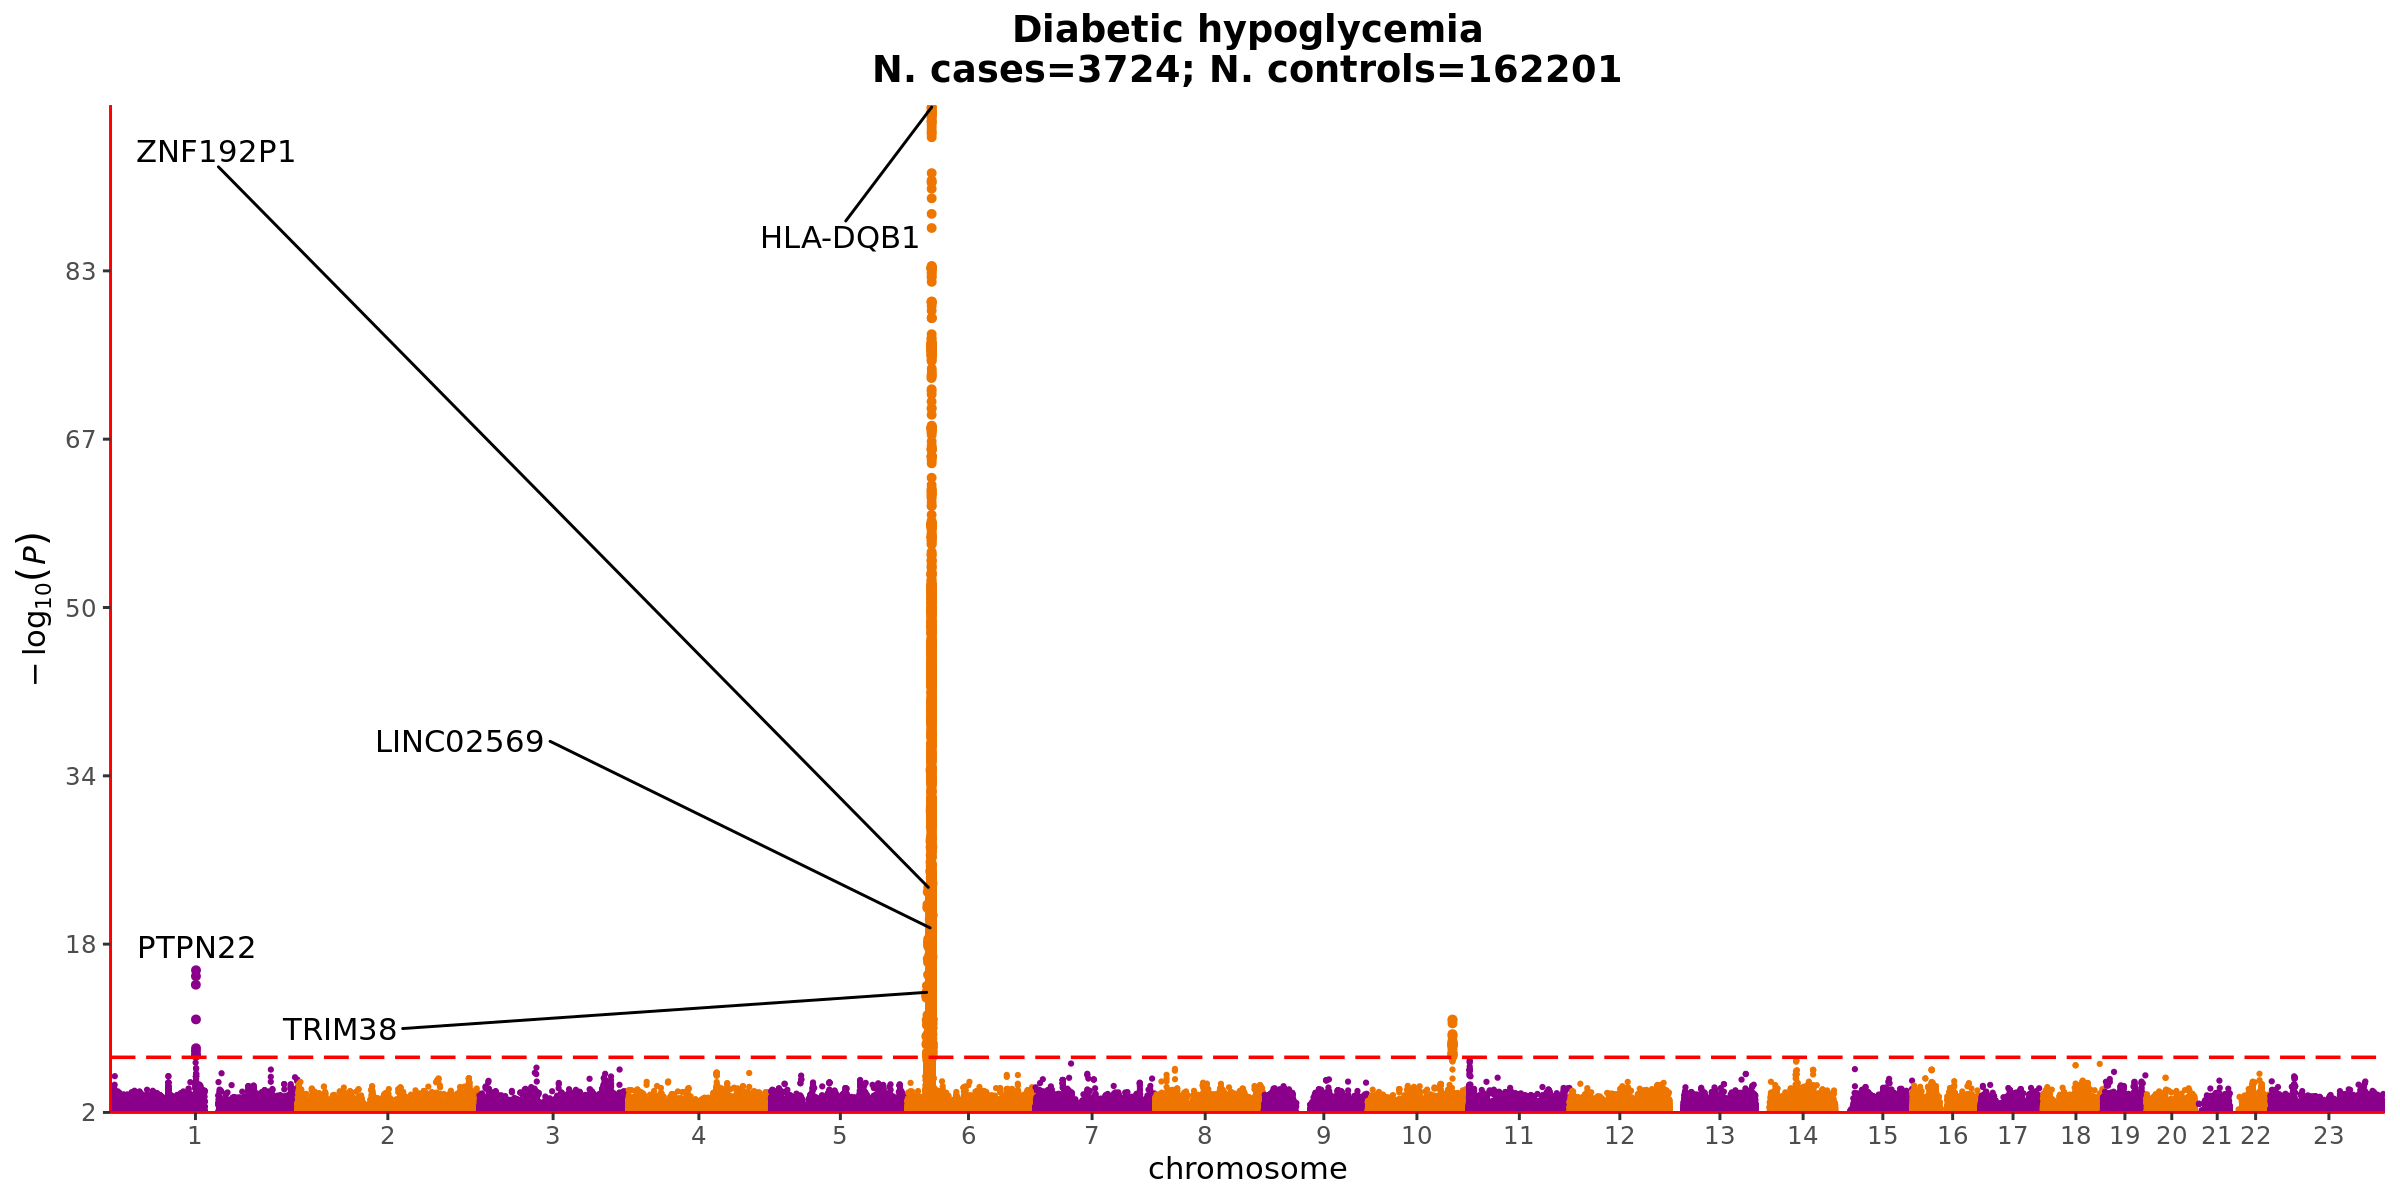 Diabetic hypoglycemia
N. cases=3724; N. controls=162201
ZNF192P1
HLA-DQB1
LINC02569
PTPN22
TRIM38
83
67
50
34
18
2
−log10(P)
1 2 3 4 5 6 7 8 9 10 11 12 13 14 15 16 17 18 19 20 21 22 23
chromosome